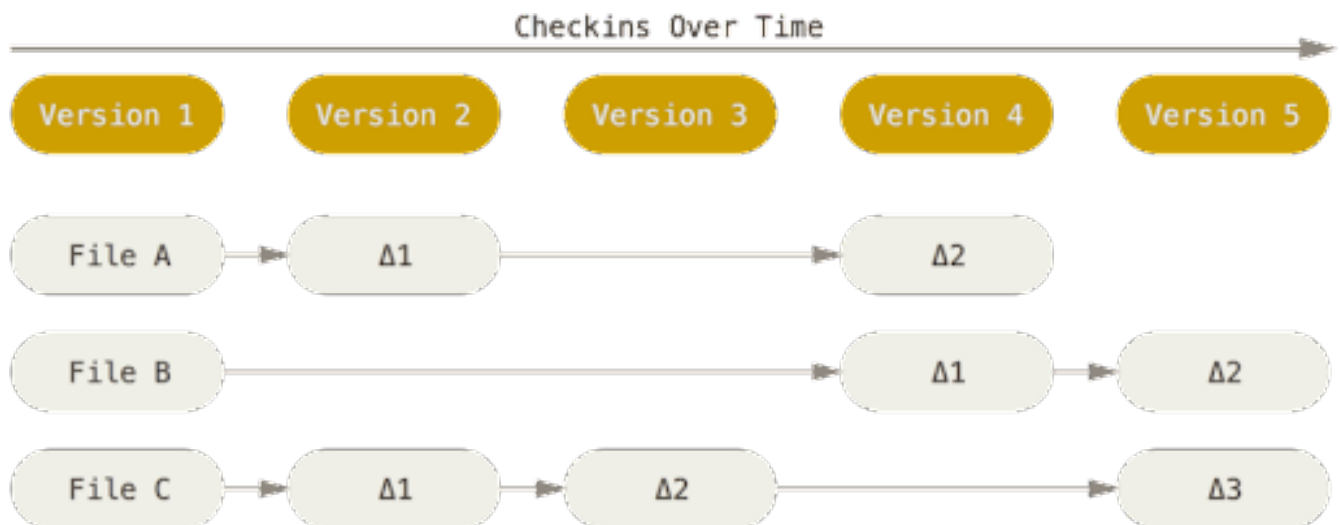 Checkins Over Time
Version 1 Version 2 Version 3 Version 4 Version 5
File A Δ1 Δ2
File B Δ1 Δ2
File C Δ1 Δ2 Δ3